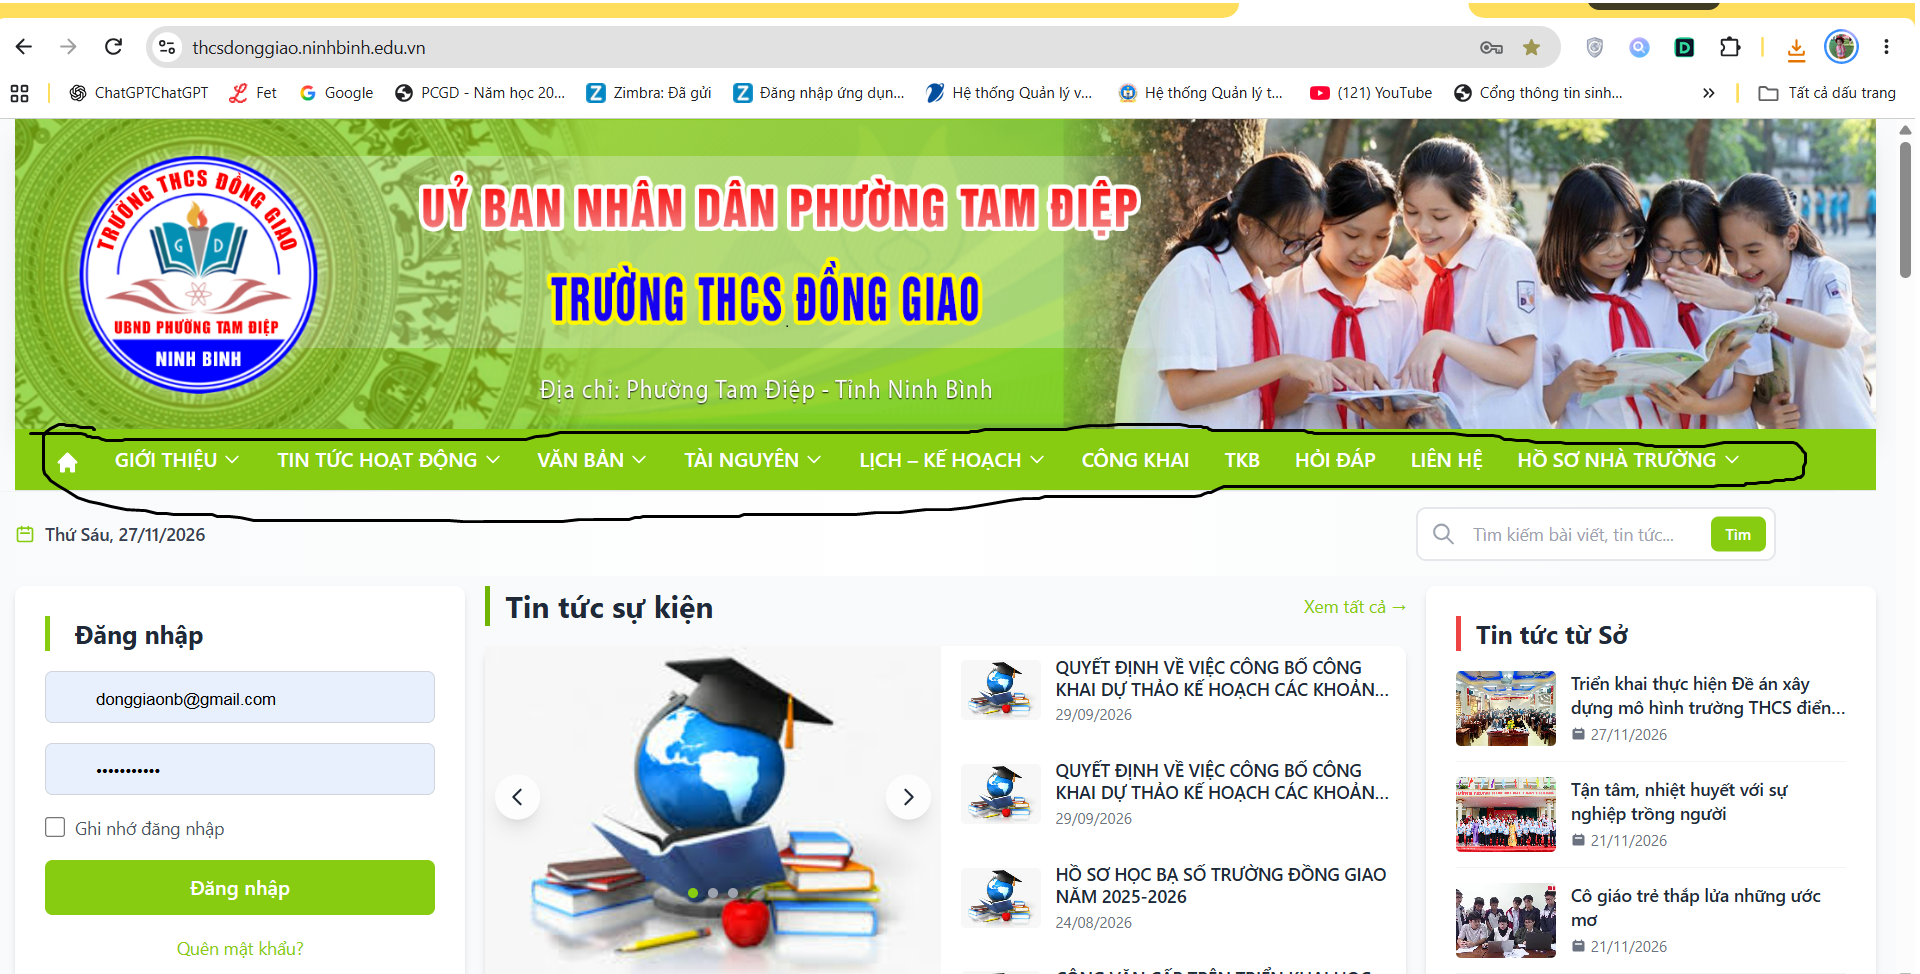 thcsdonggiao.ninhbinh.edu.vn
ChatGPTChatGPT
Fet
Google
PCGD - Năm học 20...
Zimbra: Đã gửi
Đăng nhập ứng dụn...
Hệ thống Quản lý v...
Hệ thống Quản lý t...
(121) YouTube
Cổng thông tin sinh...
»
Tất cả dấu trang
TRƯỜNG THCS ĐỒNG GIAO
G D
UBND PHƯỜNG TAM ĐIỆP
NINH BINH
UỶ BAN NHÂN DÂN PHƯỜNG TAM ĐIỆP
TRƯỜNG THCS ĐỒNG GIAO
Địa chỉ: Phường Tam Điệp - Tỉnh Ninh Bình
GIỚI THIỆU
TIN TỨC HOẠT ĐỘNG
VĂN BẢN
TÀI NGUYÊN
LỊCH – KẾ HOẠCH
CÔNG KHAI
TKB
HỎI ĐÁP
LIÊN HỆ
HỒ SƠ NHÀ TRƯỜNG
Thứ Sáu, 27/11/2026
Tìm kiếm bài viết, tin tức...
Tìm
Đăng nhập
donggiaonb@gmail.com
•••••••••••
Ghi nhớ đăng nhập
Đăng nhập
Quên mật khẩu?
Tin tức sự kiện
Xem tất cả →
QUYẾT ĐỊNH VỀ VIỆC CÔNG BỐ CÔNG
KHAI DỰ THẢO KẾ HOẠCH CÁC KHOẢN...
29/09/2026
QUYẾT ĐỊNH VỀ VIỆC CÔNG BỐ CÔNG
KHAI DỰ THẢO KẾ HOẠCH CÁC KHOẢN...
29/09/2026
HỒ SƠ HỌC BẠ SỐ TRƯỜNG ĐỒNG GIAO
NĂM 2025-2026
24/08/2026
CÔNG VĂN CẤP TRÊN TRIỂN KHAI HỌC
Tin tức từ Sở
Triển khai thực hiện Đề án xây
dựng mô hình trường THCS điển...
27/11/2026
Tận tâm, nhiệt huyết với sự
nghiệp trồng người
21/11/2026
Cô giáo trẻ thắp lửa những ước
mơ
21/11/2026